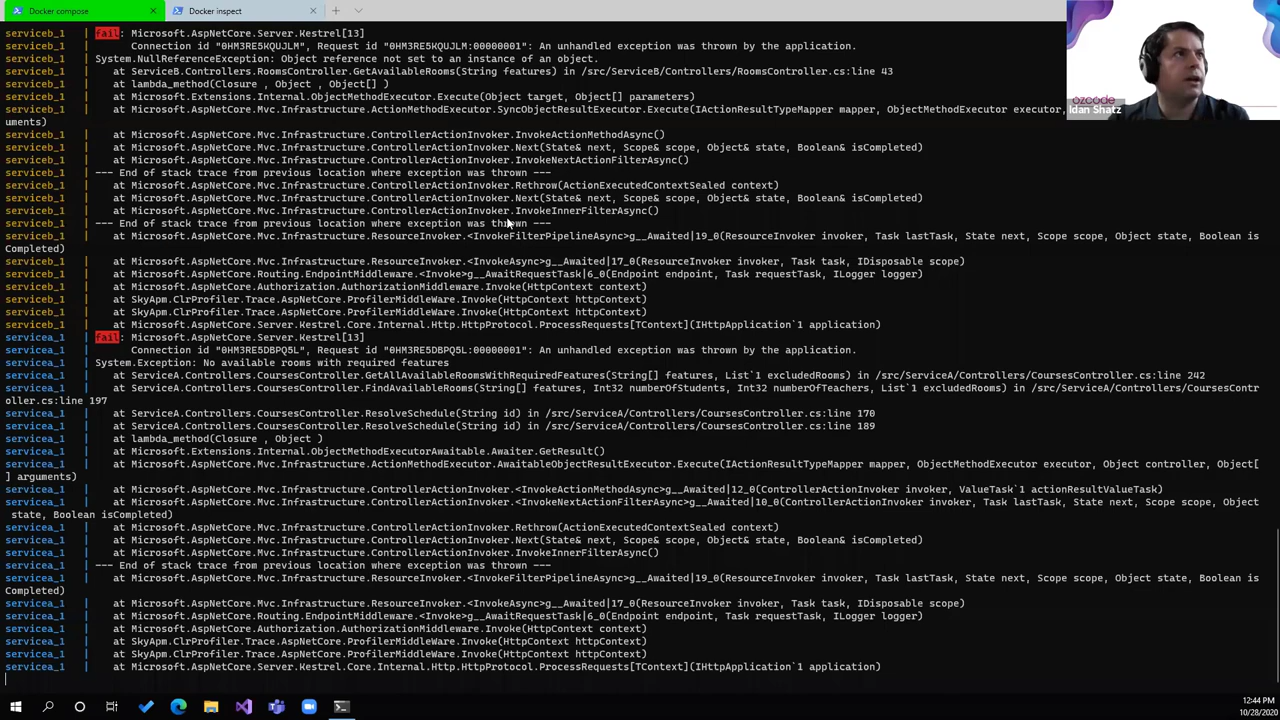 Docker compose
Docker inspect
serviceb_1 | fail: Microsoft.AspNetCore.Server.Kestrel[13]
serviceb_1 | Connection id "0HM3RE5KQUJLM", Request id "0HM3RE5KQUJLM:00000001": An unhandled exception was thrown by the application.
serviceb_1 | System.NullReferenceException: Object reference not set to an instance of an object.
serviceb_1 | at ServiceB.Controllers.RoomsController.GetAvailableRooms(String features) in /src/ServiceB/Controllers/RoomsController.cs:line 43
serviceb_1 | at lambda_method(Closure , Object , Object[] )
serviceb_1 | at Microsoft.Extensions.Internal.ObjectMethodExecutor.Execute(Object target, Object[] parameters)
serviceb_1 | at Microsoft.AspNetCore.Mvc.Infrastructure.ActionMethodExecutor.SyncObjectResultExecutor.Execute(IActionResultTypeMapper mapper, ObjectMethodExecutor executor,
uments)
serviceb_1 | at Microsoft.AspNetCore.Mvc.Infrastructure.ControllerActionInvoker.InvokeActionMethodAsync()
serviceb_1 | at Microsoft.AspNetCore.Mvc.Infrastructure.ControllerActionInvoker.Next(State& next, Scope& scope, Object& state, Boolean& isCompleted)
serviceb_1 | at Microsoft.AspNetCore.Mvc.Infrastructure.ControllerActionInvoker.InvokeNextActionFilterAsync()
serviceb_1 | --- End of stack trace from previous location where exception was thrown ---
serviceb_1 | at Microsoft.AspNetCore.Mvc.Infrastructure.ControllerActionInvoker.Rethrow(ActionExecutedContextSealed context)
serviceb_1 | at Microsoft.AspNetCore.Mvc.Infrastructure.ControllerActionInvoker.Next(State& next, Scope& scope, Object& state, Boolean& isCompleted)
serviceb_1 | at Microsoft.AspNetCore.Mvc.Infrastructure.ControllerActionInvoker.InvokeInnerFilterAsync()
serviceb_1 | --- End of stack trace from previous location where exception was thrown ---
serviceb_1 | at Microsoft.AspNetCore.Mvc.Infrastructure.ResourceInvoker.<InvokeFilterPipelineAsync>g__Awaited|19_0(ResourceInvoker invoker, Task lastTask, State next, Scope scope, Object state, Boolean is
Completed)
serviceb_1 | at Microsoft.AspNetCore.Mvc.Infrastructure.ResourceInvoker.<InvokeAsync>g__Awaited|17_0(ResourceInvoker invoker, Task task, IDisposable scope)
serviceb_1 | at Microsoft.AspNetCore.Routing.EndpointMiddleware.<Invoke>g__AwaitRequestTask|6_0(Endpoint endpoint, Task requestTask, ILogger logger)
serviceb_1 | at Microsoft.AspNetCore.Authorization.AuthorizationMiddleware.Invoke(HttpContext context)
serviceb_1 | at SkyApm.ClrProfiler.Trace.AspNetCore.ProfilerMiddleWare.Invoke(HttpContext httpContext)
serviceb_1 | at SkyApm.ClrProfiler.Trace.AspNetCore.ProfilerMiddleWare.Invoke(HttpContext httpContext)
serviceb_1 | at Microsoft.AspNetCore.Server.Kestrel.Core.Internal.Http.HttpProtocol.ProcessRequests[TContext](IHttpApplication`1 application)
servicea_1 | fail: Microsoft.AspNetCore.Server.Kestrel[13]
servicea_1 | Connection id "0HM3RE5DBPQ5L", Request id "0HM3RE5DBPQ5L:00000001": An unhandled exception was thrown by the application.
servicea_1 | System.Exception: No available rooms with required features
servicea_1 | at ServiceA.Controllers.CoursesController.GetAllAvailableRoomsWithRequiredFeatures(String[] features, List`1 excludedRooms) in /src/ServiceA/Controllers/CoursesController.cs:line 242
servicea_1 | at ServiceA.Controllers.CoursesController.FindAvailableRooms(String[] features, Int32 numberOfStudents, Int32 numberOfTeachers, List`1 excludedRooms) in /src/ServiceA/Controllers/CoursesContr
oller.cs:line 197
servicea_1 | at ServiceA.Controllers.CoursesController.ResolveSchedule(String id) in /src/ServiceA/Controllers/CoursesController.cs:line 170
servicea_1 | at ServiceA.Controllers.CoursesController.ResolveSchedule(String id) in /src/ServiceA/Controllers/CoursesController.cs:line 189
servicea_1 | at lambda_method(Closure , Object )
servicea_1 | at Microsoft.Extensions.Internal.ObjectMethodExecutorAwaitable.Awaiter.GetResult()
servicea_1 | at Microsoft.AspNetCore.Mvc.Infrastructure.ActionMethodExecutor.AwaitableObjectResultExecutor.Execute(IActionResultTypeMapper mapper, ObjectMethodExecutor executor, Object controller, Object[
] arguments)
servicea_1 | at Microsoft.AspNetCore.Mvc.Infrastructure.ControllerActionInvoker.<InvokeActionMethodAsync>g__Awaited|12_0(ControllerActionInvoker invoker, ValueTask`1 actionResultValueTask)
servicea_1 | at Microsoft.AspNetCore.Mvc.Infrastructure.ControllerActionInvoker.<InvokeNextActionFilterAsync>g__Awaited|10_0(ControllerActionInvoker invoker, Task lastTask, State next, Scope scope, Object
state, Boolean isCompleted)
servicea_1 | at Microsoft.AspNetCore.Mvc.Infrastructure.ControllerActionInvoker.Rethrow(ActionExecutedContextSealed context)
servicea_1 | at Microsoft.AspNetCore.Mvc.Infrastructure.ControllerActionInvoker.Next(State& next, Scope& scope, Object& state, Boolean& isCompleted)
servicea_1 | at Microsoft.AspNetCore.Mvc.Infrastructure.ControllerActionInvoker.InvokeInnerFilterAsync()
servicea_1 | --- End of stack trace from previous location where exception was thrown ---
servicea_1 | at Microsoft.AspNetCore.Mvc.Infrastructure.ResourceInvoker.<InvokeFilterPipelineAsync>g__Awaited|19_0(ResourceInvoker invoker, Task lastTask, State next, Scope scope, Object state, Boolean is
Completed)
servicea_1 | at Microsoft.AspNetCore.Mvc.Infrastructure.ResourceInvoker.<InvokeAsync>g__Awaited|17_0(ResourceInvoker invoker, Task task, IDisposable scope)
servicea_1 | at Microsoft.AspNetCore.Routing.EndpointMiddleware.<Invoke>g__AwaitRequestTask|6_0(Endpoint endpoint, Task requestTask, ILogger logger)
servicea_1 | at Microsoft.AspNetCore.Authorization.AuthorizationMiddleware.Invoke(HttpContext context)
servicea_1 | at SkyApm.ClrProfiler.Trace.AspNetCore.ProfilerMiddleWare.Invoke(HttpContext httpContext)
servicea_1 | at SkyApm.ClrProfiler.Trace.AspNetCore.ProfilerMiddleWare.Invoke(HttpContext httpContext)
servicea_1 | at Microsoft.AspNetCore.Server.Kestrel.Core.Internal.Http.HttpProtocol.ProcessRequests[TContext](IHttpApplication`1 application)
ozcode
Idan Shatz
12:44 PM
10/28/2020